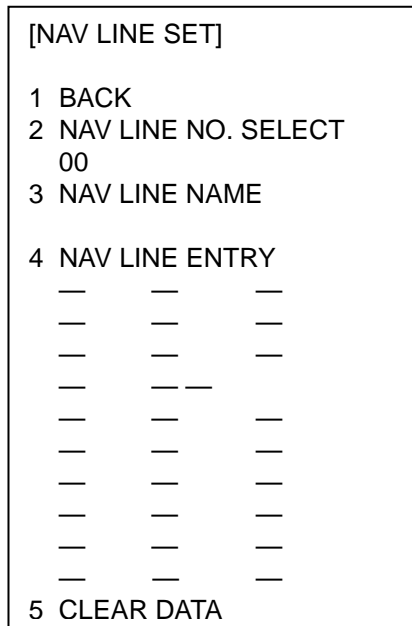 [NAV LINE SET]
1 BACK
2 NAV LINE NO. SELECT
00
3 NAV LINE NAME
4 NAV LINE ENTRY
— — —
— — —
— — —
— — —
— — —
— — —
— — —
— — —
— — —
— — —
5 CLEAR DATA